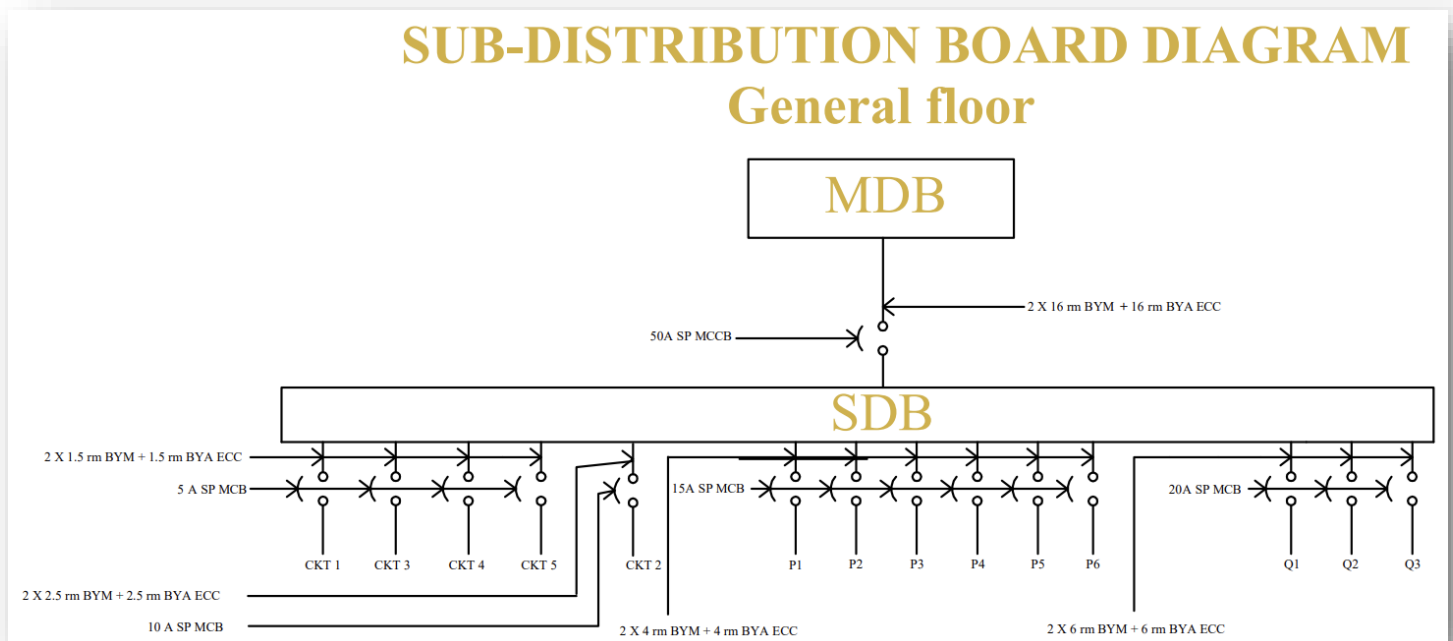 SUB-DISTRIBUTION BOARD DIAGRAM
General floor
MDB
2 X 16 rm BYM + 16 rm BYA ECC
50A SP MCCB
SDB
2 X 1.5 rm BYM + 1.5 rm BYA ECC
5 A SP MCB
15A SP MCB
20A SP MCB
CKT 1
CKT 3
CKT 4
CKT 5
CKT 2
P1
P2
P3
P4
P5
P6
Q1
Q2
Q3
2 X 2.5 rm BYM + 2.5 rm BYA ECC
10 A SP MCB
2 X 4 rm BYM + 4 rm BYA ECC
2 X 6 rm BYM + 6 rm BYA ECC